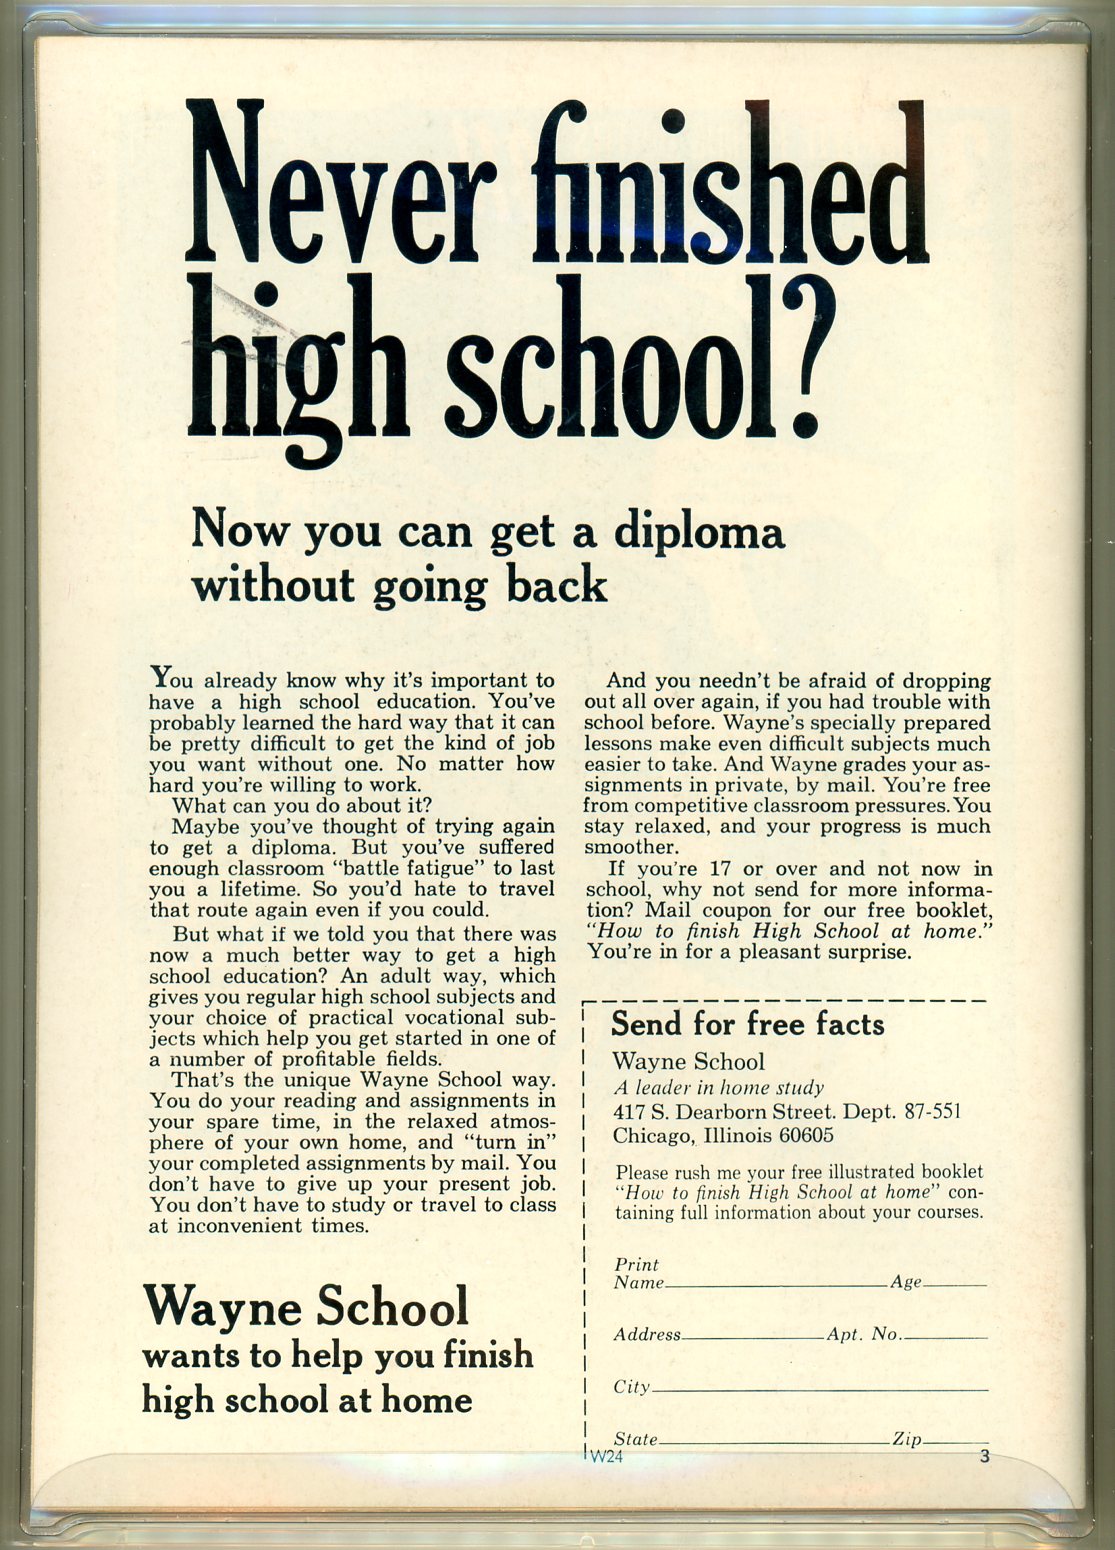 Never finished
high school?
Now you can get a diploma
without going back
You already know why it's important to
have a high school education. You've
probably learned the hard way that it can
be pretty difficult to get the kind of job
you want without one. No matter how
hard you're willing to work.
What can you do about it?
Maybe you've thought of trying again
to get a diploma. But you've suffered
enough classroom "battle fatigue" to last
you a lifetime. So you'd hate to travel
that route again even if you could.
But what if we told you that there was
now a much better way to get a high
school education? An adult way, which
gives you regular high school subjects and
your choice of practical vocational sub-
jects which help you get started in one of
a number of profitable fields.
That's the unique Wayne School way.
You do your reading and assignments in
your spare time, in the relaxed atmos-
phere of your own home, and "turn in"
your completed assignments by mail. You
don't have to give up your present job.
You don't have to study or travel to class
at inconvenient times.
Wayne School
wants to help you finish
high school at home
And you needn't be afraid of dropping
out all over again, if you had trouble with
school before. Wayne's specially prepared
lessons make even difficult subjects much
easier to take. And Wayne grades your as-
signments in private, by mail. You're free
from competitive classroom pressures. You
stay relaxed, and your progress is much
smoother.
If you're 17 or over and not now in
school, why not send for more informa-
tion? Mail coupon for our free booklet,
"How to finish High School at home."
You're in for a pleasant surprise.
Send for free facts
Wayne School
A leader in home study
417 S. Dearborn Street. Dept. 87-551
Chicago, Illinois 60605
Please rush me your free illustrated booklet
"How to finish High School at home" con-
taining full information about your courses.
Print
Name Age
Address Apt. No.
City
State Zip
W24 3